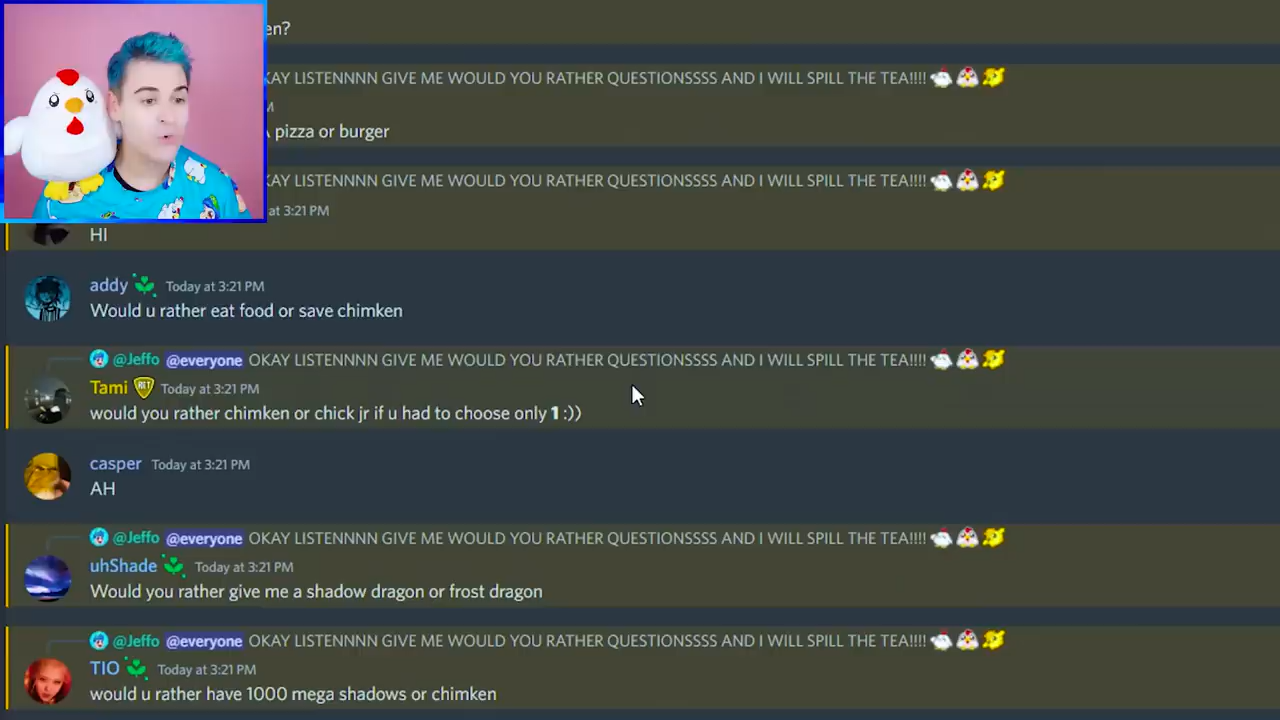 en?
KAY LISTENNNN GIVE ME WOULD YOU RATHER QUESTIONSSSS AND I WILL SPILL THE TEA!!!!
M
A pizza or burger
KAY LISTENNNN GIVE ME WOULD YOU RATHER QUESTIONSSSS AND I WILL SPILL THE TEA!!!!
at 3:21 PM
HI
addy Today at 3:21 PM
Would u rather eat food or save chimken
@Jeffo @everyone OKAY LISTENNNN GIVE ME WOULD YOU RATHER QUESTIONSSSS AND I WILL SPILL THE TEA!!!!
Tami Today at 3:21 PM
would you rather chimken or chick jr if u had to choose only 1 :))
casper Today at 3:21 PM
AH
@Jeffo @everyone OKAY LISTENNNN GIVE ME WOULD YOU RATHER QUESTIONSSSS AND I WILL SPILL THE TEA!!!!
uhShade Today at 3:21 PM
Would you rather give me a shadow dragon or frost dragon
@Jeffo @everyone OKAY LISTENNNN GIVE ME WOULD YOU RATHER QUESTIONSSSS AND I WILL SPILL THE TEA!!!!
TIO Today at 3:21 PM
would u rather have 1000 mega shadows or chimken